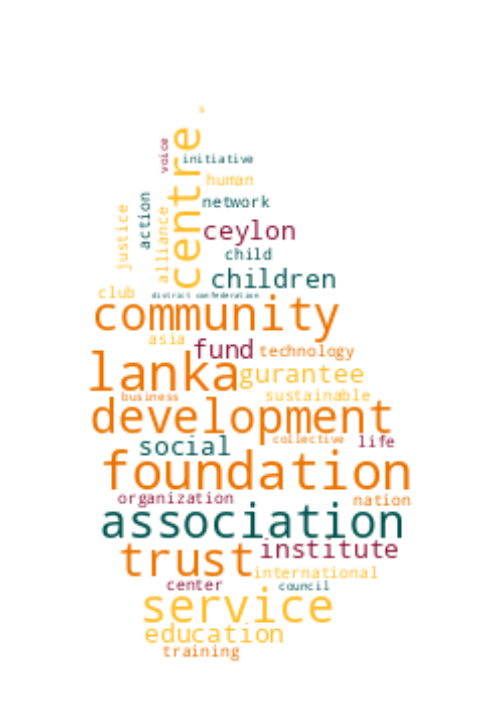 s
voice
centre
initiative
human
action
network
justice
alliance
ceylon
child
children
club
district confederation
community
asia
fund
technology
lanka
gurantee
business
sustainable
development
social
collective
life
foundation
organization
nation
association
trust
institute
international
center
council
service
education
training